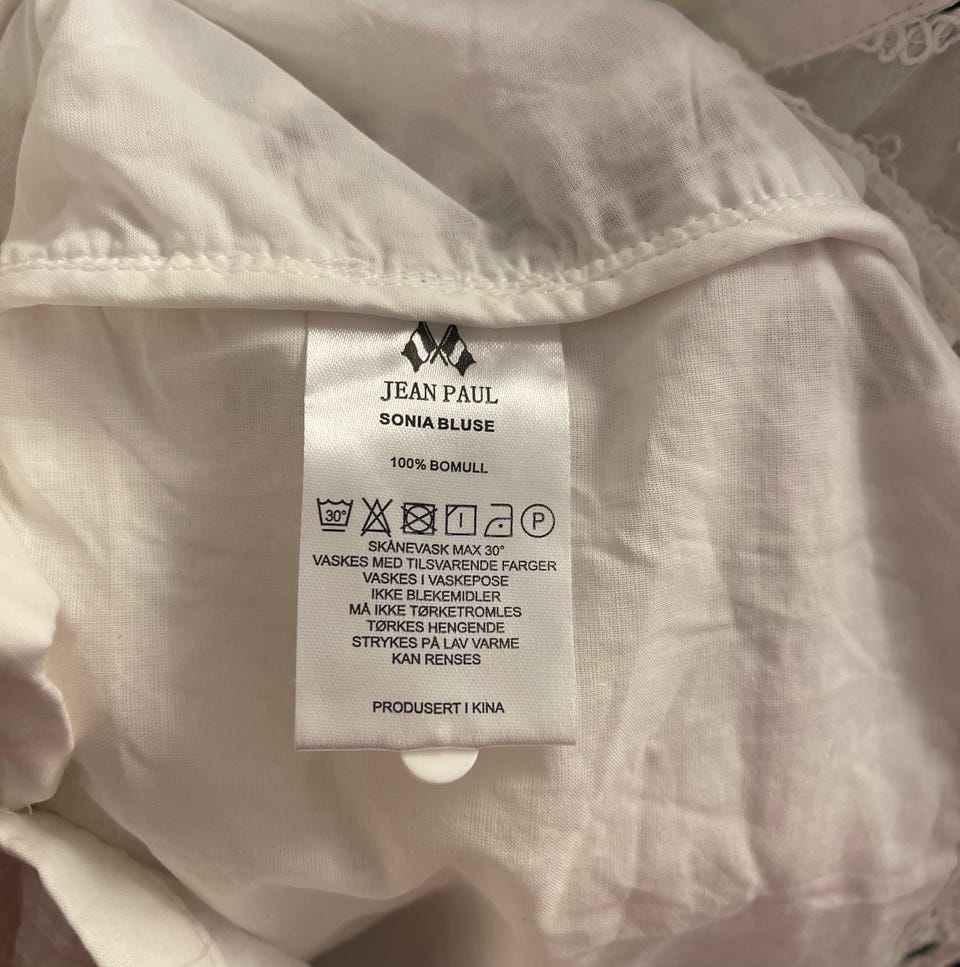 JEAN PAUL
SONIA BLUSE
100% BOMULL
30° P
SKÅNEVASK MAX 30°
VASKES MED TILSVARENDE FARGER
VASKES I VASKEPOSE
IKKE BLEKEMIDLER
MÅ IKKE TØRKETROMLES
TØRKES HENGENDE
STRYKES PÅ LAV VARME
KAN RENSES
PRODUSERT I KINA